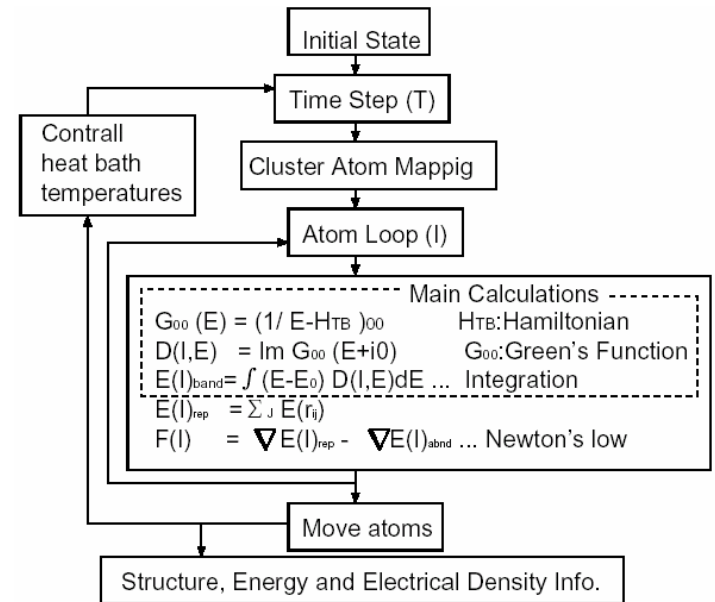 Initial State
Time Step (T)
Contrall
heat bath
temperatures
Cluster Atom Mappig
Atom Loop (I)
Main Calculations
G₀₀ (E) = (1/ E-HTB )₀₀ HTB:Hamiltonian
D(I,E) = Im G₀₀ (E+i0) G₀₀:Green's Function
E(I)band= ∫ (E-E₀) D(I,E)dE ... Integration
E(I)rep = Σ J E(rij)
F(I) = ∇ E(I)rep - ∇E(I)abnd ... Newton's low
Move atoms
Structure, Energy and Electrical Density Info.